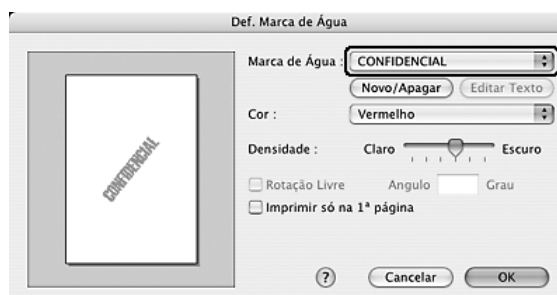 Def. Marca de Água
Marca de Água : CONFIDENCIAL
Novo/Apagar Editar Texto
Cor : Vermelho
Densidade : Claro Escuro
Rotação Livre Angulo Grau
Imprimir só na 1ª página
CONFIDENCIAL
? Cancelar OK